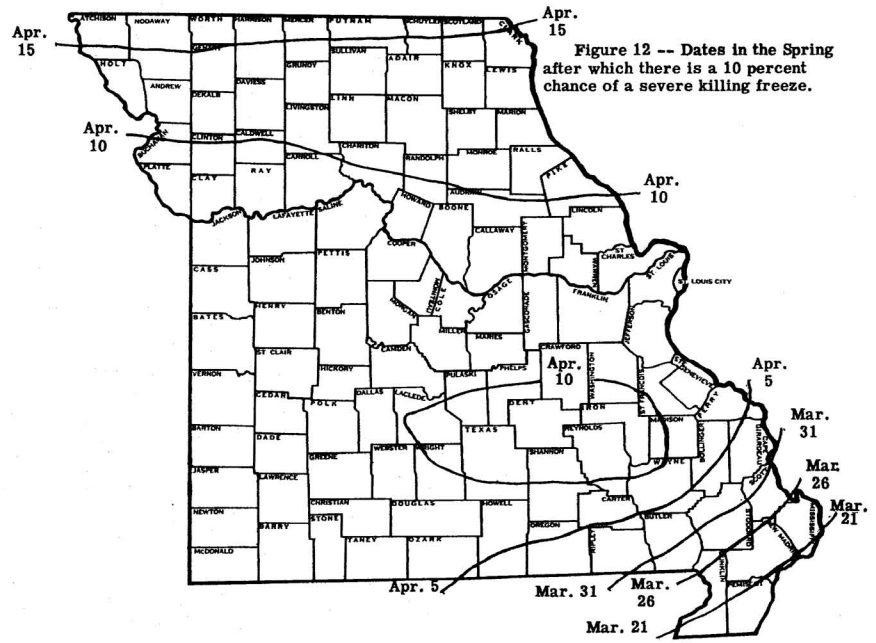 ATCHISON
NODAWAY
WORTH
HARRISON
MERCER
PUTNAM
SCHUYLER
SCOTLAND
CLARK
Apr.
15
Apr.
15
Figure 12 -- Dates in the Spring
after which there is a 10 percent
chance of a severe killing freeze.
GENTRY
SULLIVAN
ADAIR
KNOX
LEWIS
HOLT
GRUNDY
ANDREW
DAVIESS
DEKALB
LIVINGSTON
LINN
MACON
SHELBY
MARION
Apr.
10
BUCHANAN
CLINTON
CALDWELL
CARROLL
CHARITON
RANDOLPH
MONROE
RALLS
PIKE
PLATTE
CLAY
RAY
AUDRAIN
Apr.
10
JACKSON
LAFAYETTE
SALINE
HOWARD
BOONE
CALLAWAY
MONTGOMERY
LINCOLN
WARREN
ST
CHARLES
ST LOUIS
ST LOUIS CITY
CASS
JOHNSON
PETTIS
COOPER
MONITEAU
COLE
OSAGE
GASCONADE
FRANKLIN
JEFFERSON
BATES
HENRY
BENTON
MORGAN
MILLER
MARIES
CRAWFORD
WASHINGTON
VERNON
ST CLAIR
HICKORY
CAMDEN
PULASKI
PHELPS
Apr.
10
ST FRANCOIS
STE GENEVIEVE
PERRY
Apr.
5
CEDAR
POLK
DALLAS
LACLEDE
DENT
IRON
MADISON
BOLLINGER
CAPE
GIRARDEAU
Mar.
31
BARTON
DADE
GREENE
WEBSTER
WRIGHT
TEXAS
SHANNON
REYNOLDS
WAYNE
SCOTT
Mar.
26
JASPER
LAWRENCE
CHRISTIAN
DOUGLAS
HOWELL
CARTER
BUTLER
STODDARD
MISSISSIPPI
Mar.
21
NEWTON
BARRY
STONE
TANEY
OZARK
OREGON
RIPLEY
NEW MADRID
McDONALD
DUNKLIN
PEMISCOT
Apr. 5
Mar. 31
Mar.
26
Mar. 21